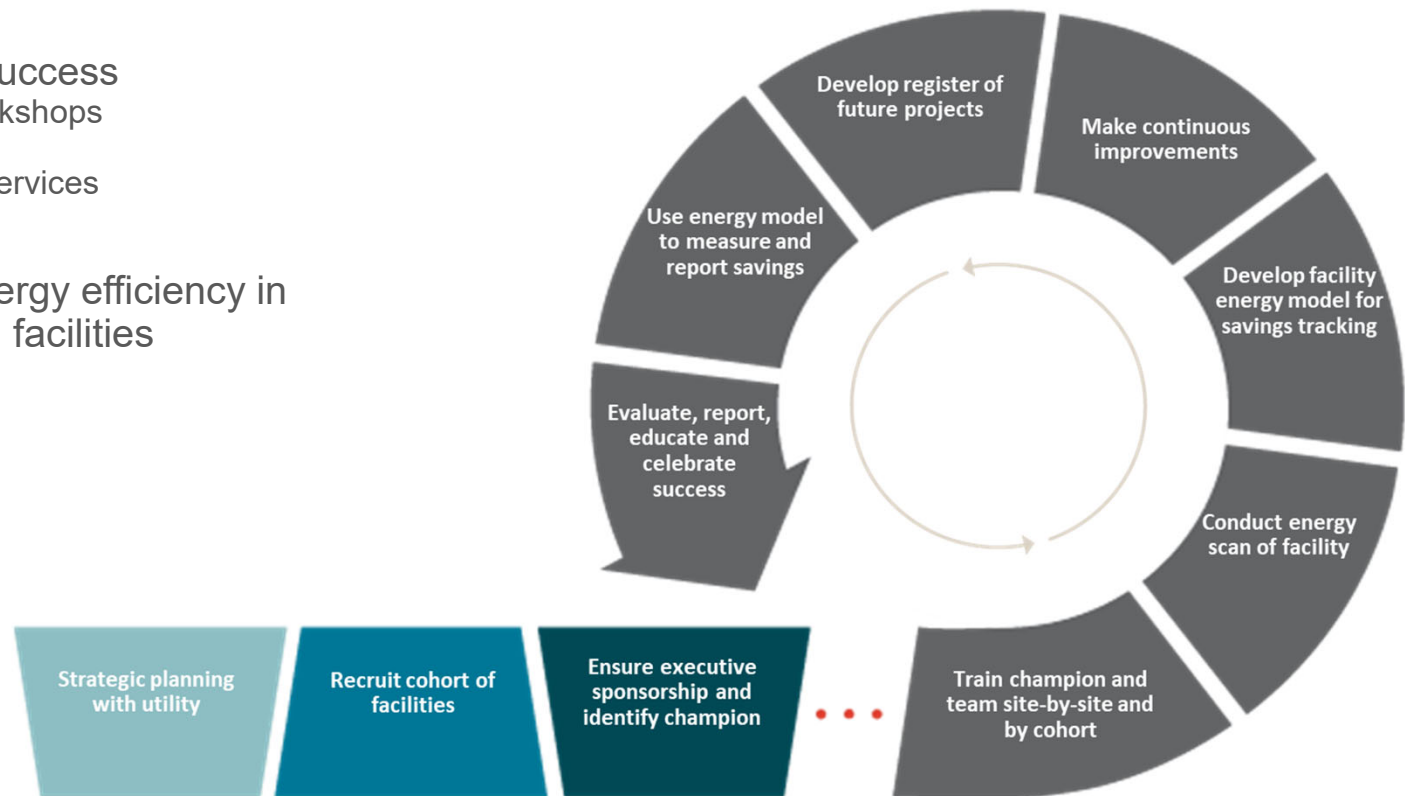 uccess
kshops
ervices
ergy efficiency in
facilities
Develop register of
future projects
Make continuous
improvements
Use energy model
to measure and
report savings
Develop facility
energy model for
savings tracking
Evaluate, report,
educate and
celebrate
success
Conduct energy
scan of facility
Strategic planning
with utility
Recruit cohort of
facilities
Ensure executive
sponsorship and
identify champion
Train champion and
team site-by-site and
by cohort